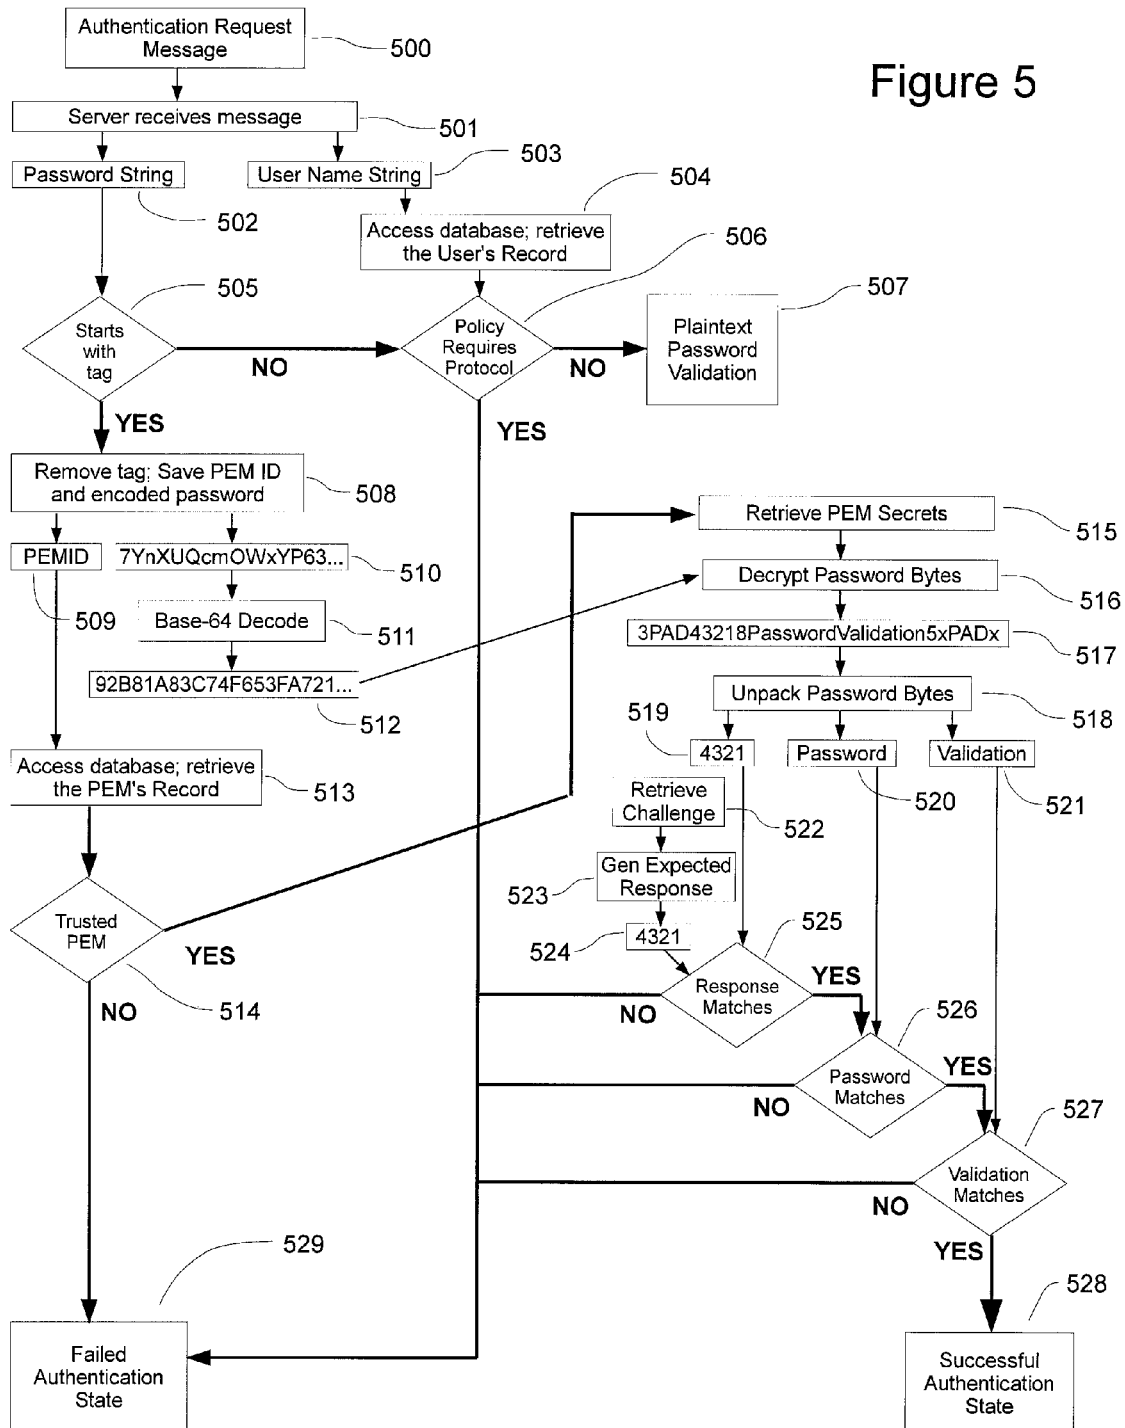 Authentication Request
Message
500
Figure 5
Server receives message
501
Password String
502
User Name String
503
504
Access database; retrieve
the User's Record
506
505
507
Starts
with
tag
NO
Policy
Requires
Protocol
NO
Plaintext
Password
Validation
YES
YES
Remove tag; Save PEM ID
and encoded password
508
Retrieve PEM Secrets
515
PEMID
509
7YnXUQcmOWxYP63...
510
Decrypt Password Bytes
516
Base-64 Decode
511
3PAD43218PasswordValidation5xPADx
517
92B81A83C74F653FA721...
512
Unpack Password Bytes
518
519
4321
Password
520
Validation
521
Access database; retrieve
the PEM's Record
513
Retrieve
Challenge
522
Gen Expected
Response
523
4321
524
525
Trusted
PEM
YES
514
NO
Response
Matches
YES
NO
526
Password
Matches
YES
NO
527
Validation
Matches
NO
YES
529
528
Failed
Authentication
State
Successful
Authentication
State